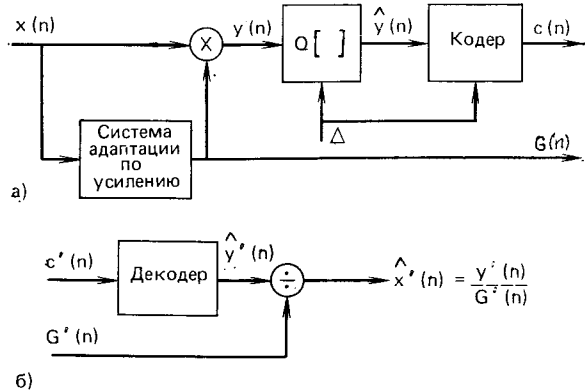 x (n)
X
y (n)
Q [ ]
ŷ (n)
Кодер
c (n)
Система
адаптации
по
усилению
Δ
G(n)
а)
c' (n)
Декодер
ŷ' (n)
÷
x̂' (n) = y' (n) / G' (n)
G' (n)
б)